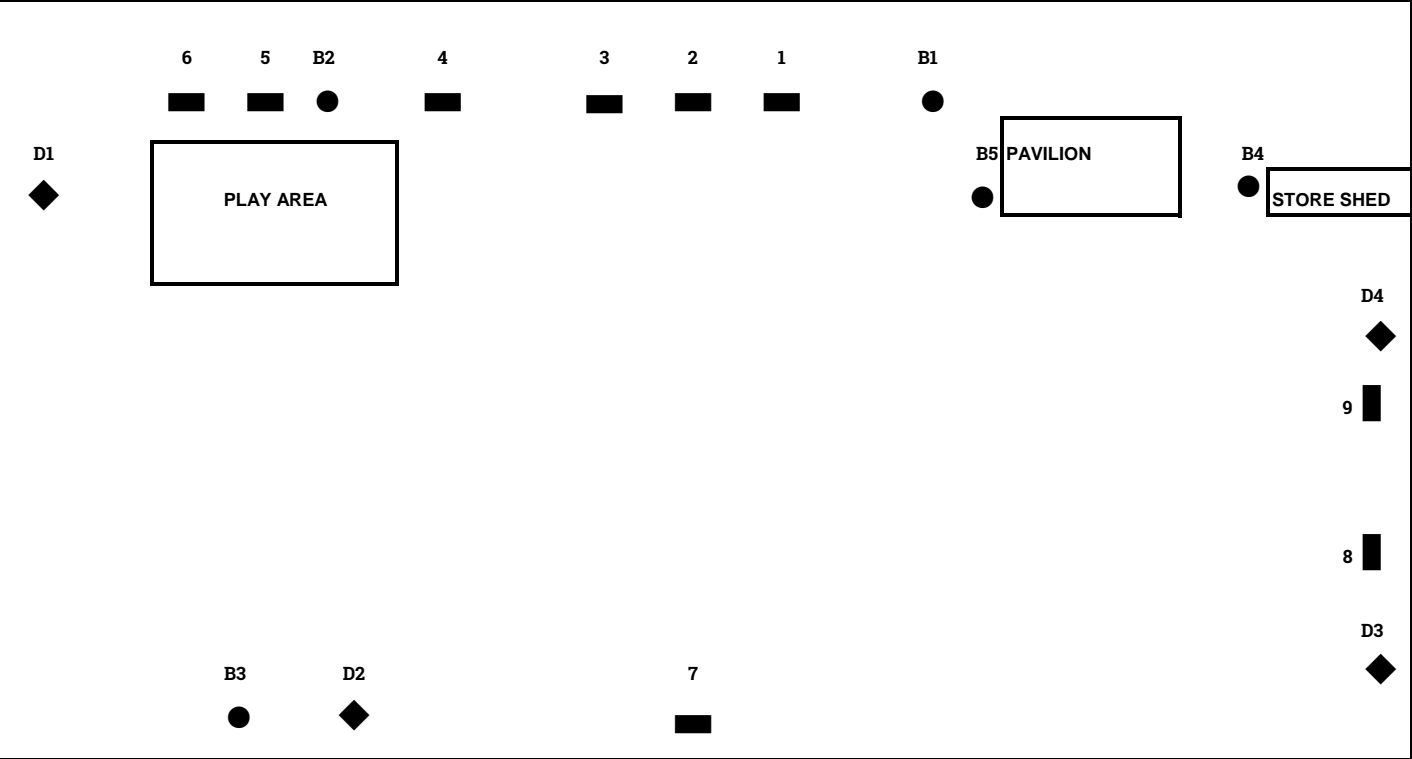 6 5 B2 4 3 2 1 B1
D1 B5 PAVILION B4
PLAY AREA STORE SHED
D4
9
8
D3
B3 D2 7